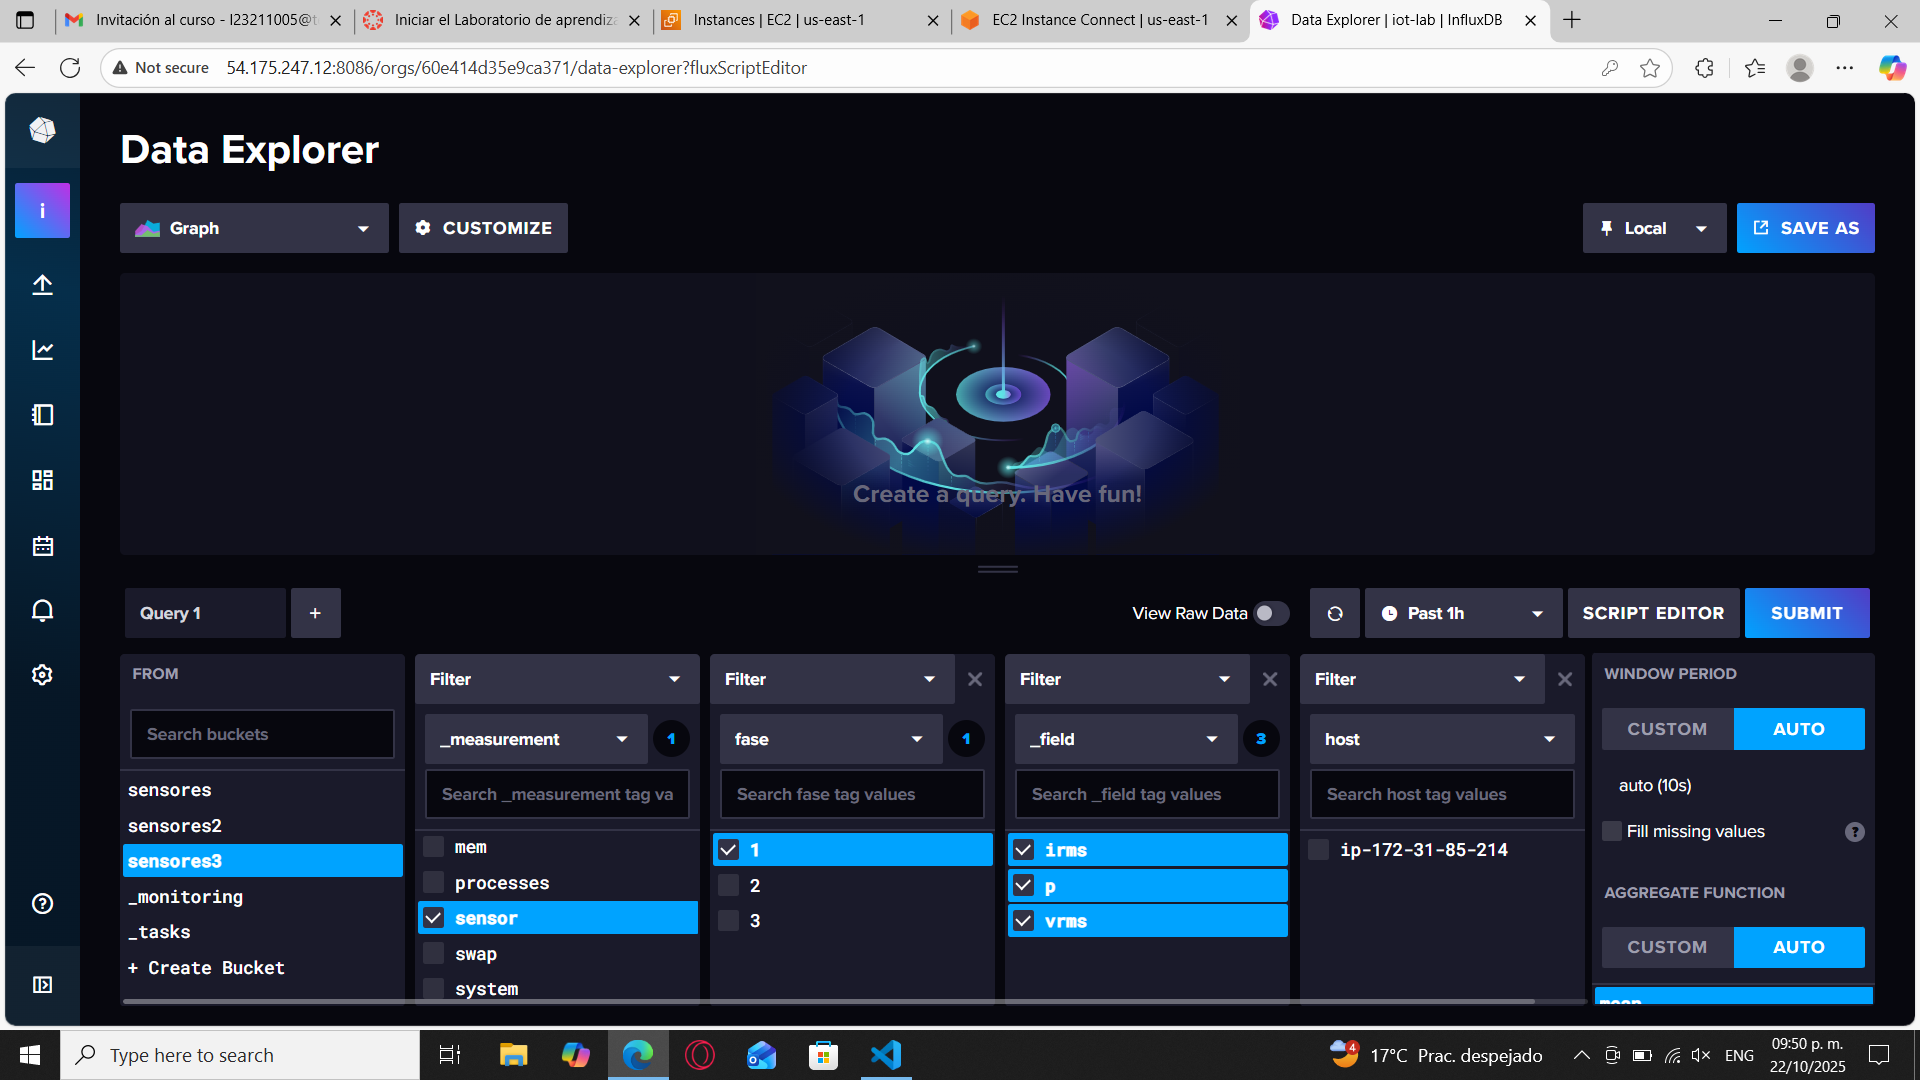 Invitación al curso - l23211005@t
Iniciar el Laboratorio de aprendiza
Instances | EC2 | us-east-1
EC2 Instance Connect | us-east-1
Data Explorer | iot-lab | InfluxDB
Not secure
54.175.247.12:8086/orgs/60e414d35e9ca371/data-explorer?fluxScriptEditor
Data Explorer
i
Graph
CUSTOMIZE
Local
SAVE AS
Create a query. Have fun!
Query 1
+
View Raw Data
Past 1h
SCRIPT EDITOR
SUBMIT
FROM
Search buckets
sensores
sensores2
sensores3
_monitoring
_tasks
+ Create Bucket
Filter
_measurement
1
Search _measurement tag va
mem
processes
sensor
swap
system
Filter
fase
1
Search fase tag values
1
2
3
Filter
_field
3
Search _field tag values
irms
p
vrms
Filter
host
Search host tag values
ip-172-31-85-214
WINDOW PERIOD
CUSTOM
AUTO
auto (10s)
Fill missing values
?
AGGREGATE FUNCTION
CUSTOM
AUTO
mean
Type here to search
4
17°C Prac. despejado
ENG
09:50 p. m.
22/10/2025